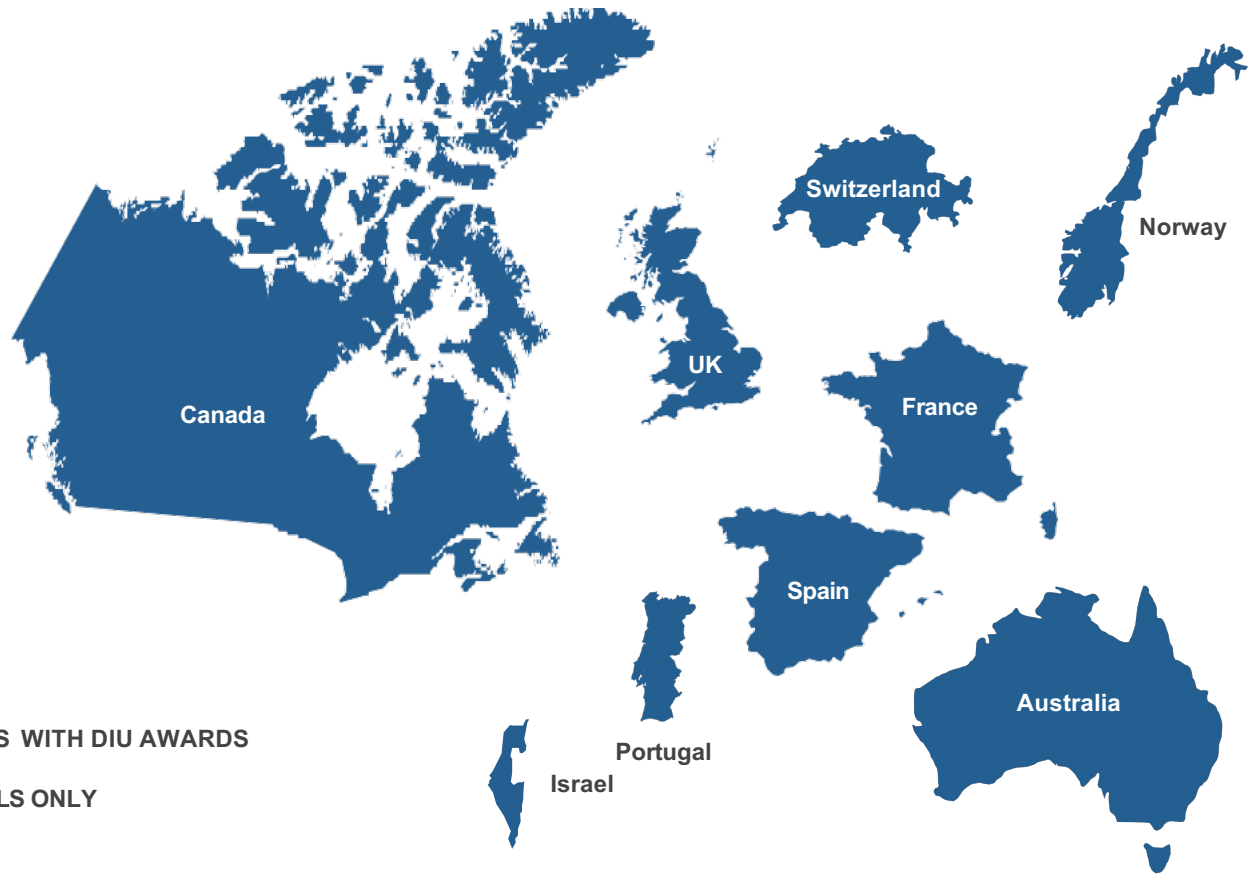 Switzerland
Norway
UK
Canada
France
Spain
Australia
S WITH DIU AWARDS
Portugal
Israel
LS ONLY